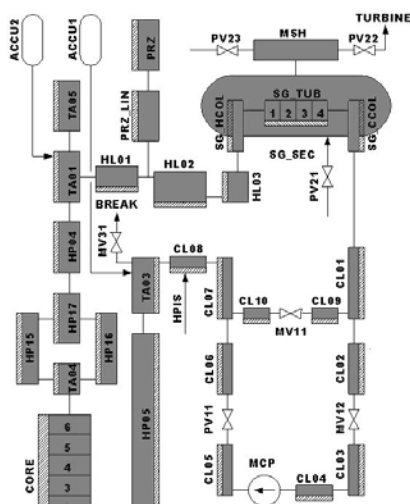 ACCU2
ACCU1
TURBINE
PV23
MSH
PV22
PRZ
TA05
PRZ_LIN
SG_HCOL
SG_TUB
1 2 3 4
SG_CCOL
SG_SEC
TA01
HL01
HL02
HL03
PV21
BREAK
MV31
CL08
HP04
TA03
HPIS
CL07
CL10
CL09
MV11
CL01
HP15
HP17
HP16
TA04
HP05
CL06
CL02
PV11
MV12
CORE
6
5
4
3
CL05
MCP
CL04
CL03